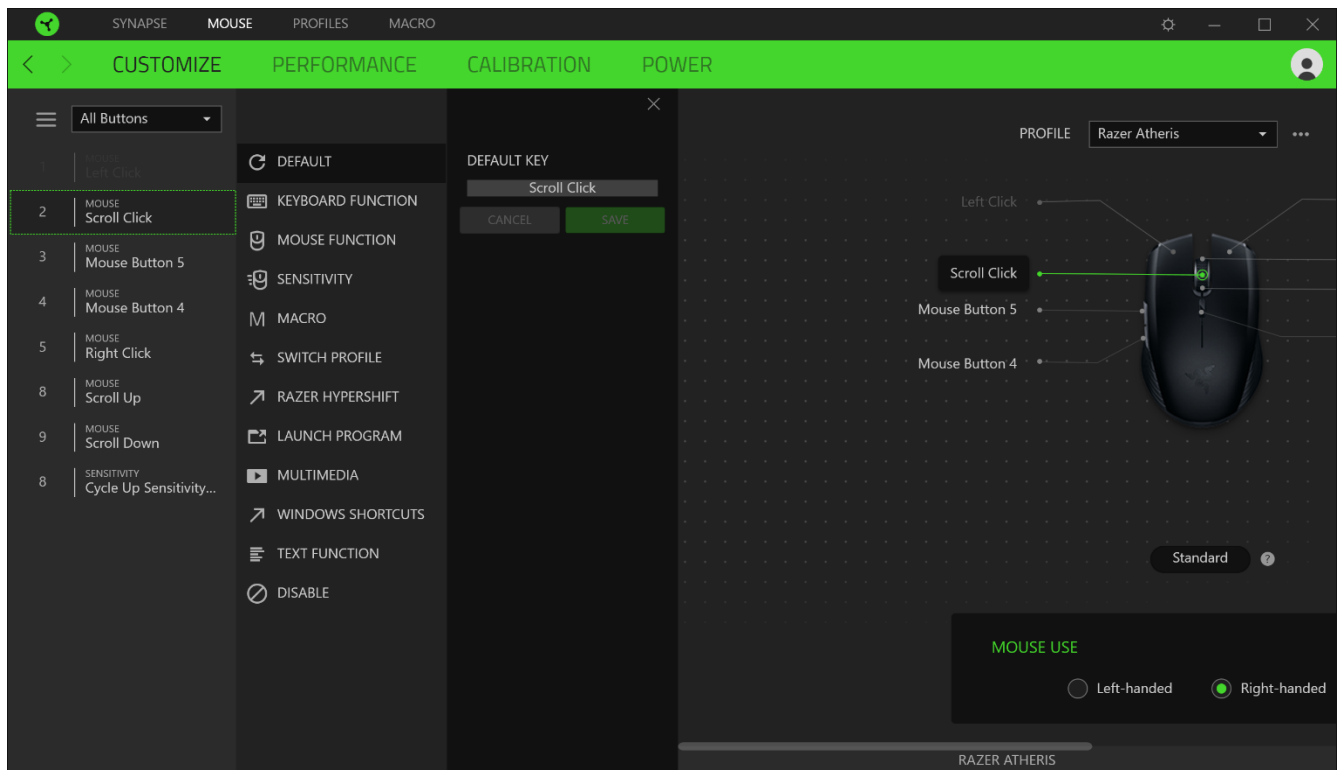 SYNAPSE MOUSE PROFILES MACRO
CUSTOMIZE PERFORMANCE CALIBRATION POWER
All Buttons
1 MOUSE
Left Click
2 MOUSE
Scroll Click
3 MOUSE
Mouse Button 5
4 MOUSE
Mouse Button 4
5 MOUSE
Right Click
8 MOUSE
Scroll Up
9 MOUSE
Scroll Down
8 SENSITIVITY
Cycle Up Sensitivity...
DEFAULT
KEYBOARD FUNCTION
MOUSE FUNCTION
SENSITIVITY
MACRO
SWITCH PROFILE
RAZER HYPERSHIFT
LAUNCH PROGRAM
MULTIMEDIA
WINDOWS SHORTCUTS
TEXT FUNCTION
DISABLE
DEFAULT KEY
Scroll Click
CANCEL SAVE
PROFILE Razer Atheris
Left Click
Scroll Click
Mouse Button 5
Mouse Button 4
Standard ?
MOUSE USE
Left-handed Right-handed
RAZER ATHERIS